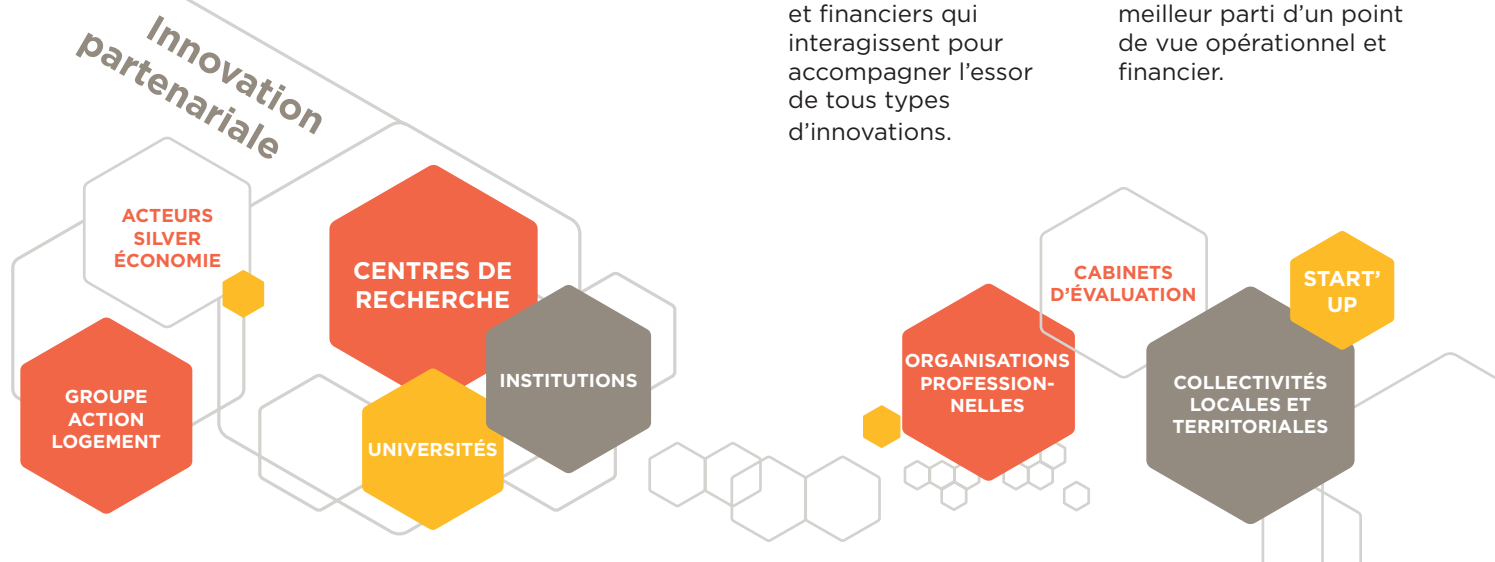 Innovation
partenariale
et financiers qui
interagissent pour
accompagner l’essor
de tous types
d’innovations.
meilleur parti d’un point
de vue opérationnel et
financier.
ACTEURS
SILVER
ÉCONOMIE
CENTRES DE
RECHERCHE
GROUPE
ACTION
LOGEMENT
UNIVERSITÉS
INSTITUTIONS
ORGANISATIONS
PROFESSION-
NELLES
CABINETS
D’ÉVALUATION
START’
UP
COLLECTIVITÉS
LOCALES ET
TERRITORIALES